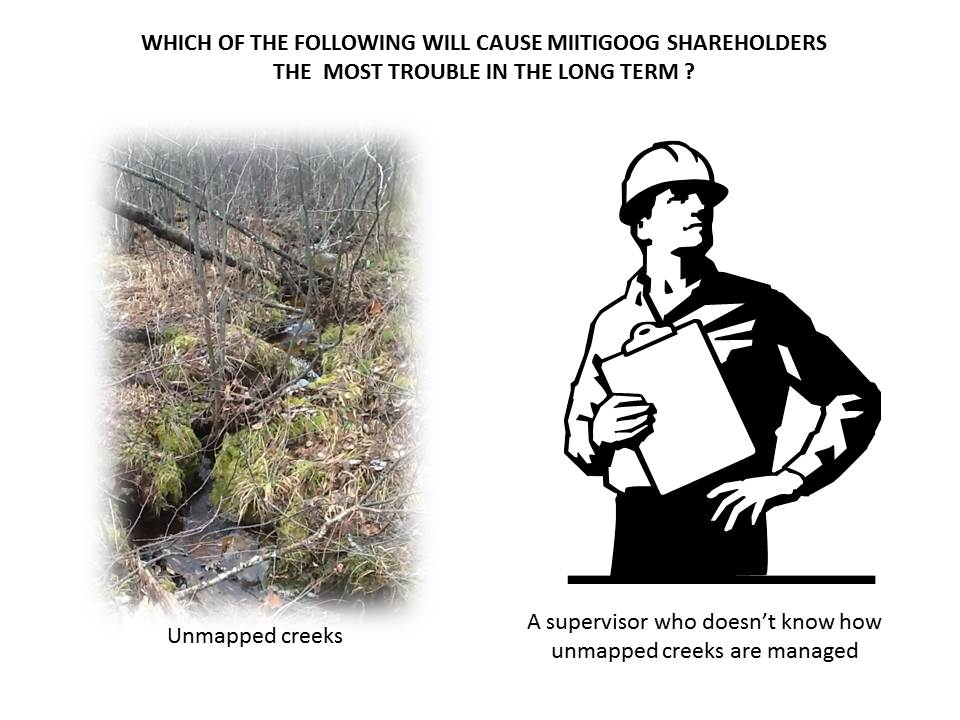 WHICH OF THE FOLLOWING WILL CAUSE MIITIGOOG SHAREHOLDERS
THE  MOST TROUBLE IN THE LONG TERM ?
Unmapped creeks
A supervisor who doesn’t know how
unmapped creeks are managed